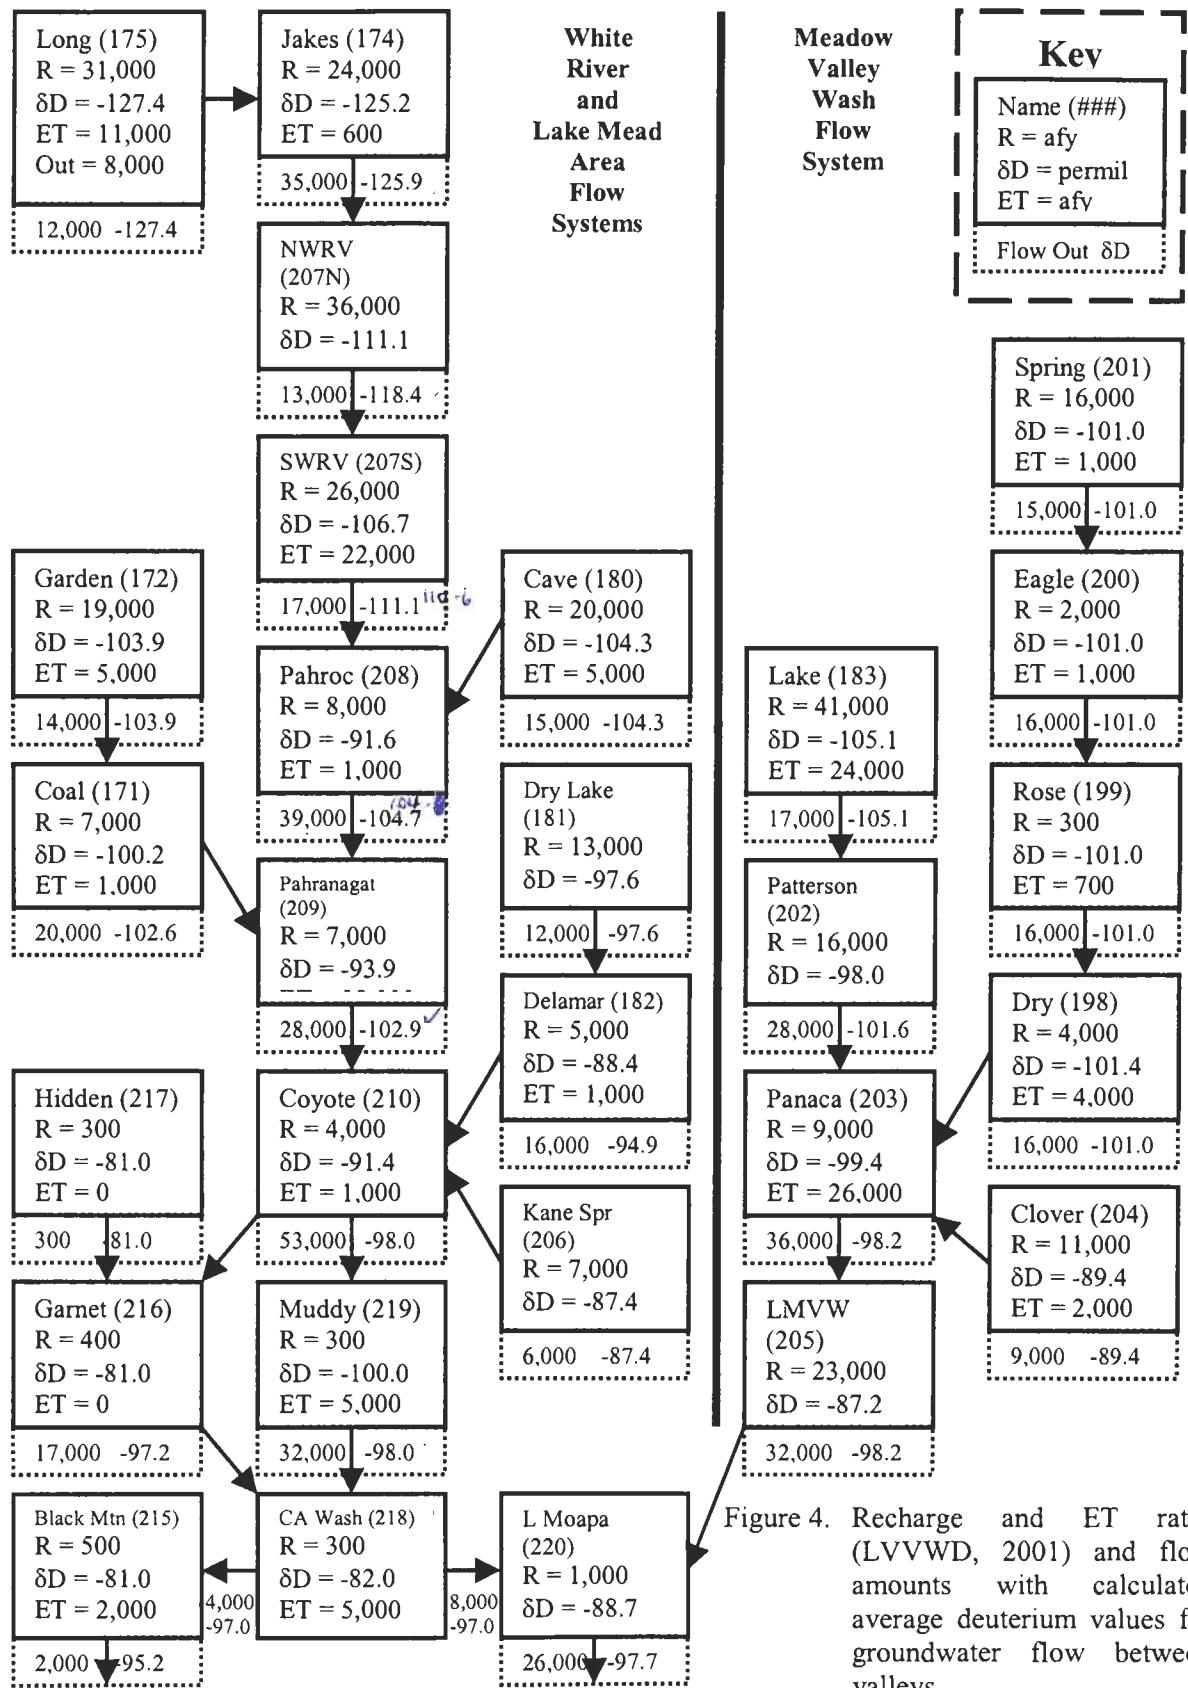 Long (175)
R = 31,000
δD = -127.4
ET = 11,000
Out = 8,000
12,000 -127.4
Jakes (174)
R = 24,000
δD = -125.2
ET = 600
35,000 -125.9
White
River
and
Lake Mead
Area
Flow
Systems
Meadow
Valley
Wash
Flow
System
Key
Name (###)
R = afy
δD = permil
ET = afy
Flow Out δD
NWRV
(207N)
R = 36,000
δD = -111.1
13,000 -118.4
SWRV (207S)
R = 26,000
δD = -106.7
ET = 22,000
17,000 -111.1 110.6
Spring (201)
R = 16,000
δD = -101.0
ET = 1,000
15,000 -101.0
Garden (172)
R = 19,000
δD = -103.9
ET = 5,000
14,000 -103.9
Pahroc (208)
R = 8,000
δD = -91.6
ET = 1,000
39,000 -104.7
Cave (180)
R = 20,000
δD = -104.3
ET = 5,000
15,000 -104.3
Lake (183)
R = 41,000
δD = -105.1
ET = 24,000
17,000 -105.1
Eagle (200)
R = 2,000
δD = -101.0
ET = 1,000
16,000 -101.0
Coal (171)
R = 7,000
δD = -100.2
ET = 1,000
20,000 -102.6
Pahranagat
(209)
R = 7,000
δD = -93.9
28,000 -102.9 ✓
Dry Lake
(181)
R = 13,000
δD = -97.6
12,000 -97.6
Patterson
(202)
R = 16,000
δD = -98.0
28,000 -101.6
Rose (199)
R = 300
δD = -101.0
ET = 700
16,000 -101.0
Delamar (182)
R = 5,000
δD = -88.4
ET = 1,000
16,000 -94.9
Dry (198)
R = 4,000
δD = -101.4
ET = 4,000
16,000 -101.0
Hidden (217)
R = 300
δD = -81.0
ET = 0
300 -81.0
Coyote (210)
R = 4,000
δD = -91.4
ET = 1,000
53,000 -98.0
Kane Spr
(206)
R = 7,000
δD = -87.4
6,000 -87.4
Panaca (203)
R = 9,000
δD = -99.4
ET = 26,000
36,000 -98.2
Clover (204)
R = 11,000
δD = -89.4
ET = 2,000
9,000 -89.4
Garnet (216)
R = 400
δD = -81.0
ET = 0
17,000 -97.2
Muddy (219)
R = 300
δD = -100.0
ET = 5,000
32,000 -98.0
LMVW
(205)
R = 23,000
δD = -87.2
32,000 -98.2
Black Mtn (215)
R = 500
δD = -81.0
ET = 2,000
2,000 -95.2
4,000
-97.0
CA Wash (218)
R = 300
δD = -82.0
ET = 5,000
8,000
-97.0
L Moapa
(220)
R = 1,000
δD = -88.7
26,000 -97.7
Figure 4. Recharge and ET rat
(LVVWD, 2001) and flo
amounts with calculat
average deuterium values f
groundwater flow betwee
valleys